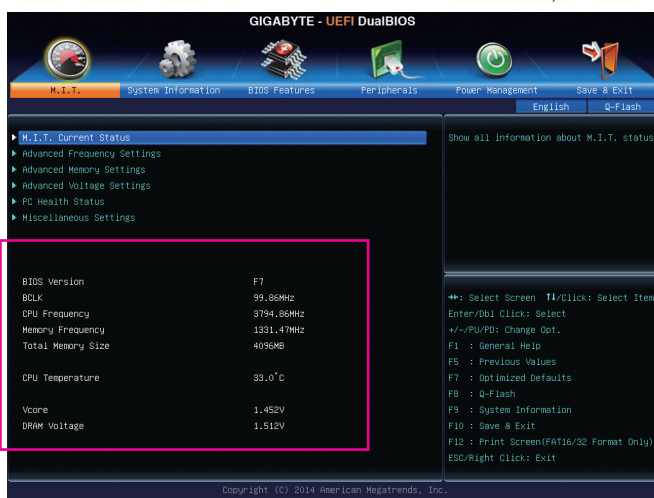 GIGABYTE - UEFI DualBIOS
M.I.T. System Information BIOS Features Peripherals Power Management Save & Exit
English Q-Flash
M.I.T. Current Status
Advanced Frequency Settings
Advanced Memory Settings
Advanced Voltage Settings
PC Health Status
Miscellaneous Settings
BIOS Version F7
BCLK 99.86MHz
CPU Frequency 3794.86MHz
Memory Frequency 1331.47MHz
Total Memory Size 4096MB
CPU Temperature 33.0°C
Vcore 1.452V
DRAM Voltage 1.512V
Show all information about M.I.T. status
→←: Select Screen ↑↓/Click: Select Item
Enter/Dbl Click: Select
+/-/PU/PD: Change Opt.
F1 : General Help
F5 : Previous Values
F7 : Optimized Defaults
F8 : Q-Flash
F9 : System Information
F10 : Save & Exit
F12 : Print Screen(FAT16/32 Format Only)
ESC/Right Click: Exit
Copyright (C) 2014 American Megatrends, Inc.